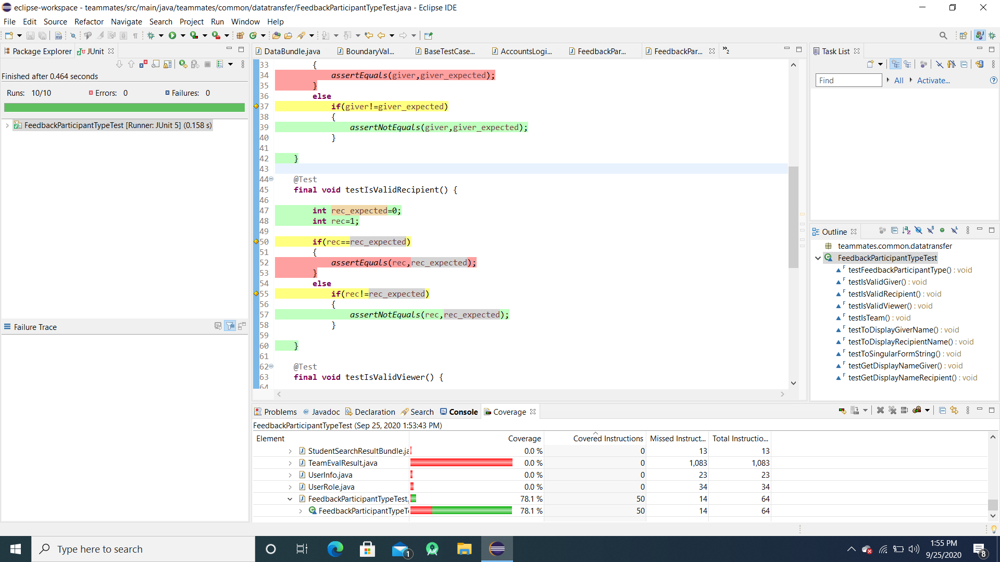 eclipse-workspace - teammates/src/main/java/teammates/common/datatransfer/FeedbackParticipantTypeTest.java - Eclipse IDE
File Edit Source Refactor Navigate Search Project Run Window Help
Package Explorer JUnit
Finished after 0.464 seconds
Runs: 10/10 Errors: 0 Failures: 0
FeedbackParticipantTypeTest [Runner: JUnit 5] (0.158 s)
Failure Trace
DataBundle.java BoundaryVal... BaseTestCase... AccountsLogi... FeedbackPar... FeedbackPar... »2
33 {
34 assertEquals(giver,giver_expected);
35 }
36 else
37 if(giver!=giver_expected)
38 {
39 assertNotEquals(giver,giver_expected);
40 }
41
42 }
43
44 @Test
45 final void testIsValidRecipient() {
46
47 int rec_expected=0;
48 int rec=1;
49
50 if(rec==rec_expected)
51 {
52 assertEquals(rec,rec_expected);
53 }
54 else
55 if(rec!=rec_expected)
56 {
57 assertNotEquals(rec,rec_expected);
58 }
59
60 }
61
62 @Test
63 final void testIsValidViewer() {
64
Task List
Find All Activate...
Outline
teammates.common.datatransfer
FeedbackParticipantTypeTest
testFeedbackParticipantType() : void
testIsValidGiver() : void
testIsValidRecipient() : void
testIsValidViewer() : void
testIsTeam() : void
testToDisplayGiverName() : void
testToDisplayRecipientName() : void
testToSingularFormString() : void
testGetDisplayNameGiver() : void
testGetDisplayNameRecipient() : void
Problems @ Javadoc Declaration Search Console Coverage
FeedbackParticipantTypeTest (Sep 25, 2020 1:53:43 PM)
Element Coverage Covered Instructions Missed Instruct... Total Instructio...
StudentSearchResultBundle.ja 0.0 % 0 13 13
TeamEvalResult.java 0.0 % 0 1,083 1,083
UserInfo.java 0.0 % 0 23 23
UserRole.java 0.0 % 0 34 34
FeedbackParticipantTypeTest. 78.1 % 50 14 64
FeedbackParticipantTypeT 78.1 % 50 14 64
Type here to search
1
1:55 PM
9/25/2020
8